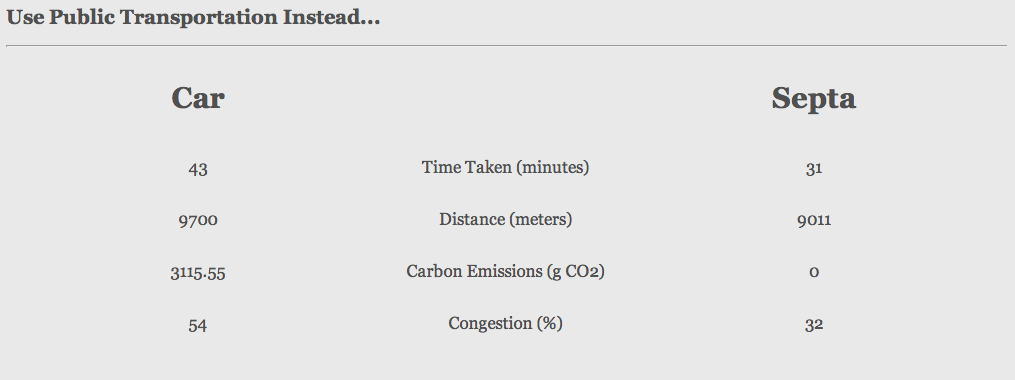 Use Public Transportation Instead...
Car Septa
43 Time Taken (minutes) 31
9700 Distance (meters) 9011
3115.55 Carbon Emissions (g CO2) 0
54 Congestion (%) 32